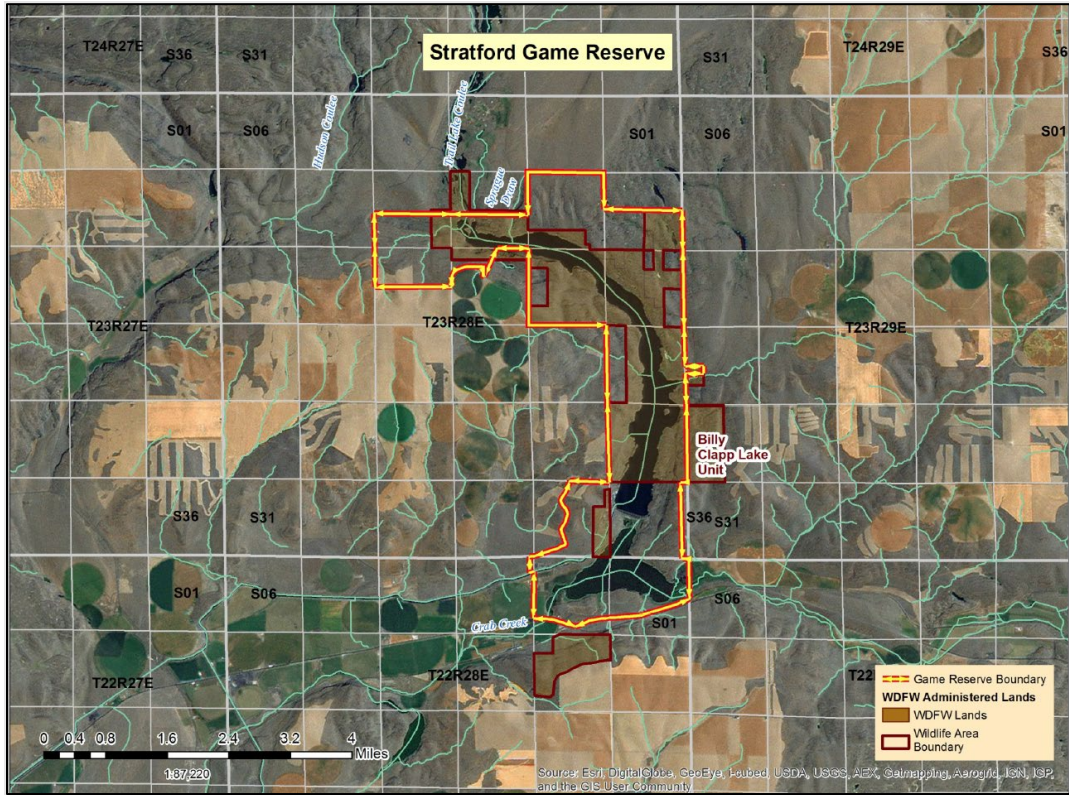 Stratford Game Reserve
T24R27E
S36
S31
S31
T24R29E
S36
Hudson Coulee
Trail Lake Coulee
S01
S06
S01
S06
S01
Sprague
Draw
T23R27E
T23R28E
T23R29E
Billy
Clapp Lake
Unit
S36
S31
S36
S31
S01
S06
S06
Crab Creek
S01
T22R27E
T22R28E
T22
Game Reserve Boundary
WDFW Administered Lands
WDFW Lands
Wildlife Area
Boundary
0 0.4 0.8 1.6 2.4 3.2 4
Miles
1:87,220
Source: Esri, DigitalGlobe, GeoEye, i-cubed, USDA, USGS, AEX, Getmapping, Aerogrid, IGN, IGP,
and the GIS User Community